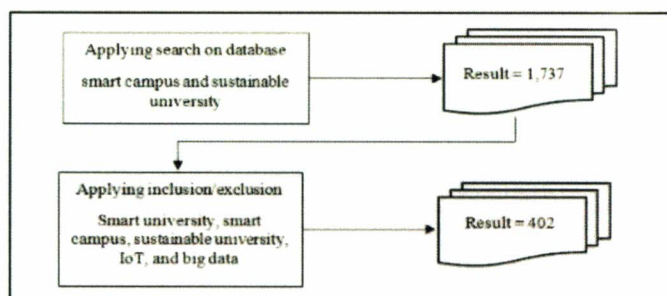 Applying search on database
smart campus and sustainable
university
Result = 1,737
Applying inclusion/exclusion
Smart university, smart
campus, sustainable university,
IoT, and big data
Result = 402